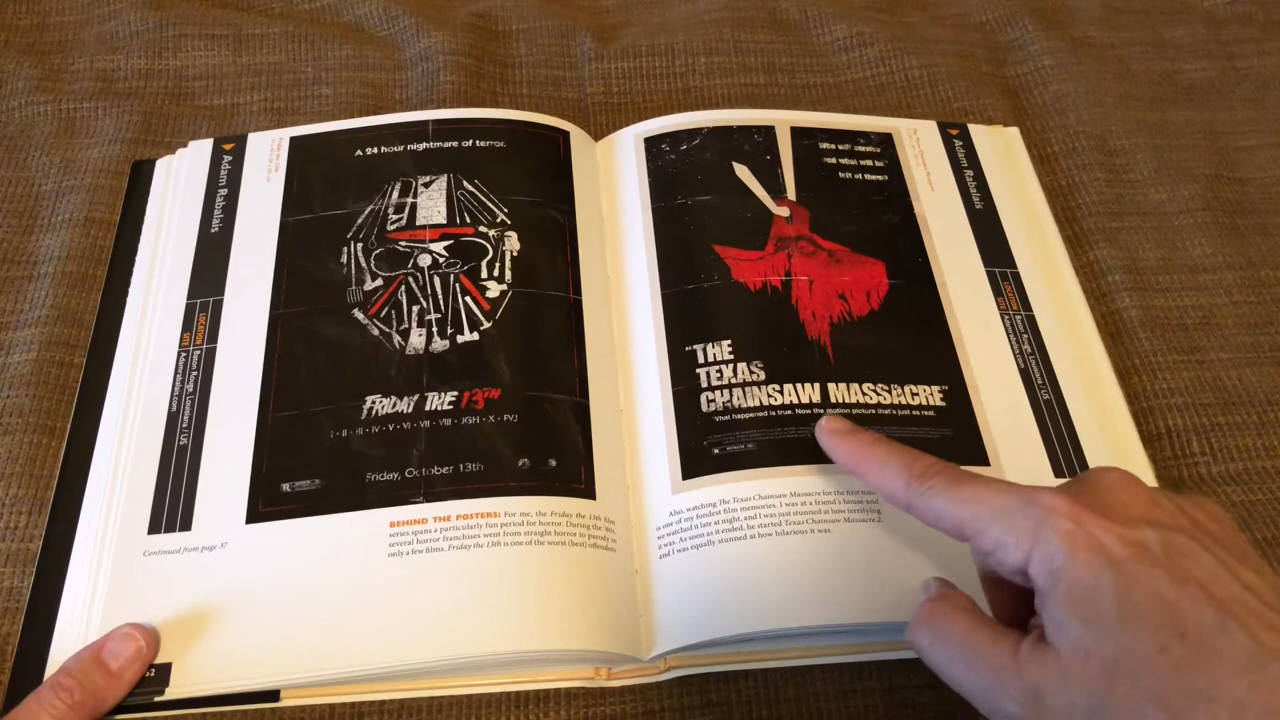 Adam Rabalais
LOCATION Baton Rouge, Louisiana / US
SITE Adamrabalais.com
Friday the 13th
A 24 hour nightmare of terror.
FRIDAY THE 13TH
I • II • III • IV • V • VI • VII • VIII • JGH • X • FVJ
Friday, October 13th
R
BEHIND THE POSTERS: For me, the Friday the 13th film
series spans a particularly fun period for horror. During the '80s,
several horror franchises went from straight horror to parody in
only a few films. Friday the 13th is one of the worst (best) offenders
Continued from page 37
52
Who will survive
and what will be
left of them?
"THE
TEXAS
CHAINSAW MASSACRE"
What happened is true. Now the motion picture that's just as real.
R
Also, watching The Texas Chainsaw Massacre for the first time
is one of my fondest film memories. I was at a friend's house and
we watched it late at night, and I was just stunned at how terrifying
it was. As soon as it ended, he started Texas Chainsaw Massacre 2,
and I was equally stunned at how hilarious it was.
Adam Rabalais
LOCATION Baton Rouge, Louisiana / US
SITE Adamrabalais.com